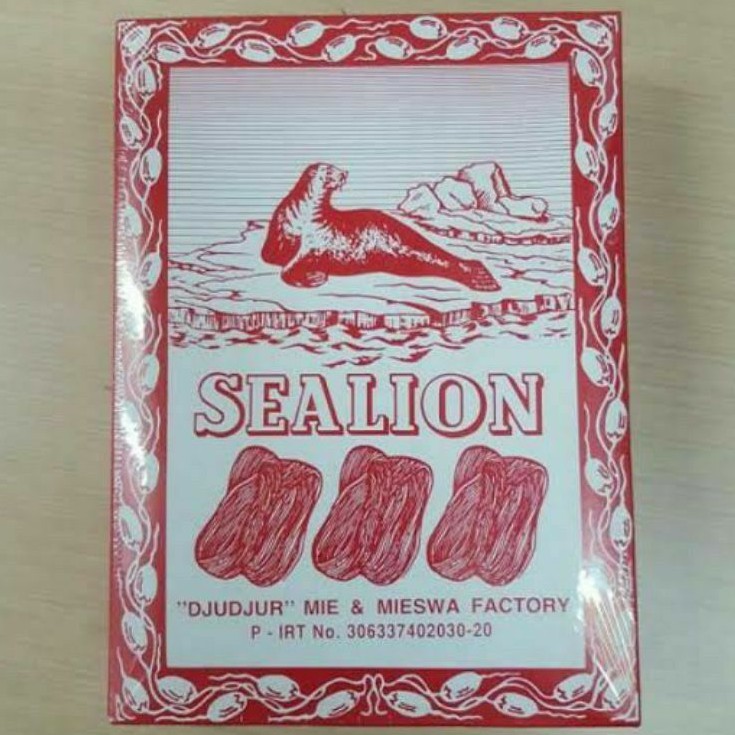 SEALION
"DJUDJUR" MIE & MIESWA FACTORY
P - IRT No. 306337402030-20